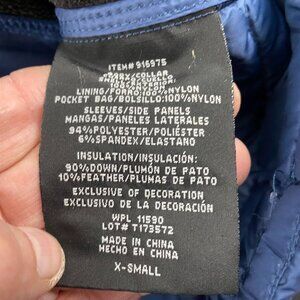 ITEM#916975
COLLAR
LINING/FORRO:100%NYLON
POCKET BAG/BOLSILLO:100%NYLON
SLEEVES/SIDE PANELS
MANGAS/PANELES LATERALES
94%POLYESTER/POLIÉSTER
6%SPANDEX/ELASTANO
INSULATION/INSULACIÓN:
90%DOWN/PLUMÓN DE PATO
10%FEATHER/PLUMAS DE PATO
EXCLUSIVE OF DECORATION
EXCLUSIVO DE LA DECORACIÓN
WPL 11590
LOT# T173572
MADE IN CHINA
HECHO EN CHINA
X-SMALL